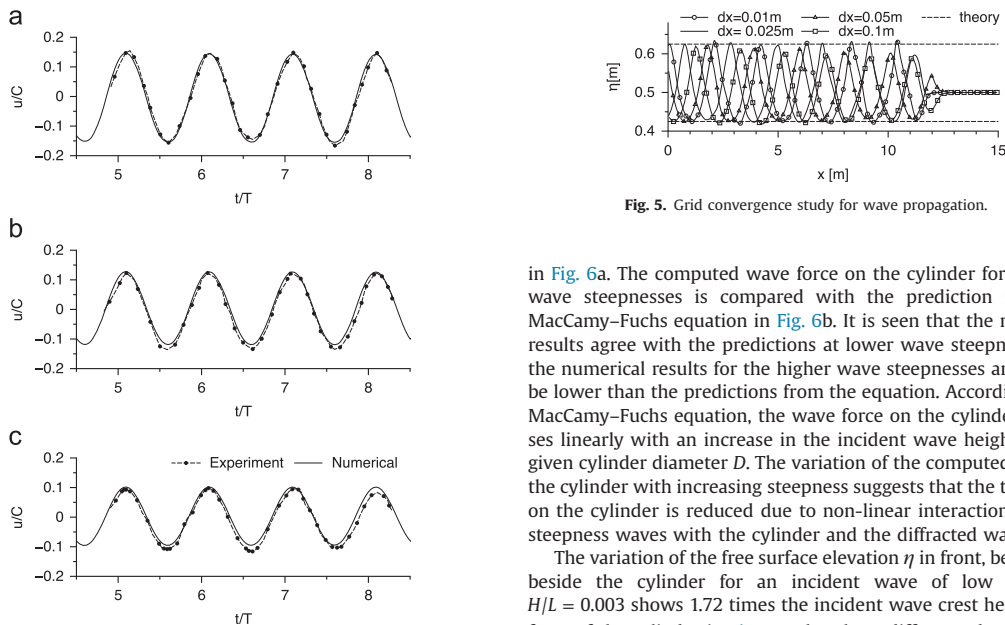 a
0.2
0.1
0
−0.1
−0.2
u/C
5 6 7 8
t/T
b
0.2
0.1
0
−0.1
−0.2
u/C
5 6 7 8
t/T
c
Experiment Numerical
0.2
0.1
0
−0.1
−0.2
u/C
5 6 7 8
t/T
dx=0.01m dx=0.05m theory
dx= 0.025m dx=0.1m
0.6
0.5
0.4
η[m]
0 5 10 15
x [m]
Fig. 5. Grid convergence study for wave propagation.
in Fig. 6a. The computed wave force on the cylinder for
wave steepnesses is compared with the prediction
MacCamy–Fuchs equation in Fig. 6b. It is seen that the
results agree with the predictions at lower wave
the numerical results for the higher wave steepnesses
be lower than the predictions from the equation.
MacCamy–Fuchs equation, the wave force on the
ses linearly with an increase in the incident wave
given cylinder diameter D. The variation of the computed
the cylinder with increasing steepness suggests that the
on the cylinder is reduced due to non-linear interaction
steepness waves with the cylinder and the diffracted
The variation of the free surface elevation η in front,
beside the cylinder for an incident wave of low
H/L = 0.003 shows 1.72 times the incident wave crest